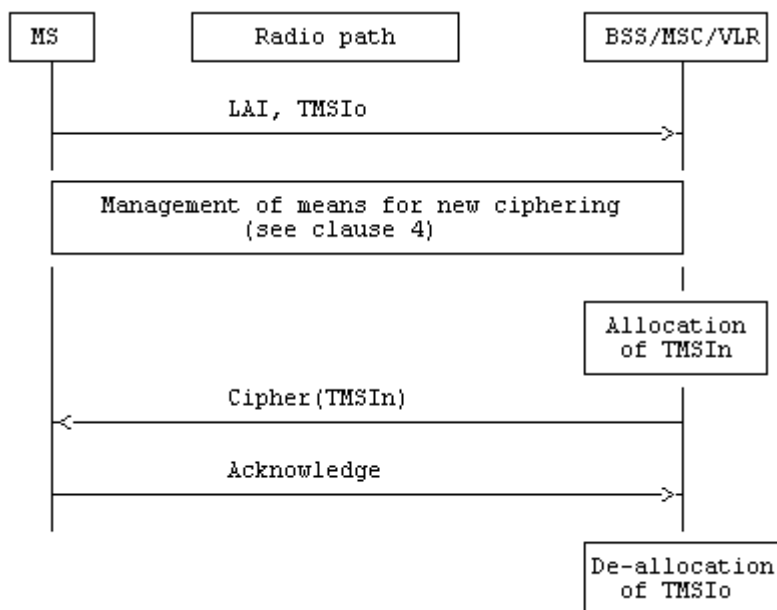 MS
Radio path
BSS/MSC/VLR
LAI, TMSIo
Management of means for new ciphering
(see clause 4)
Allocation
of TMSIn
Cipher(TMSIn)
Acknowledge
De-allocation
of TMSIo